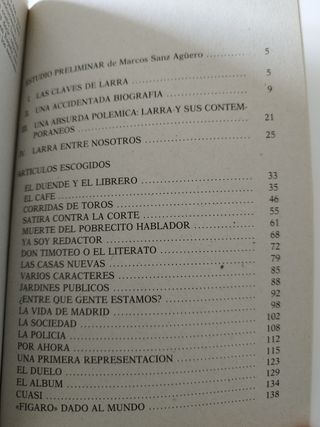 ESTUDIO PRELIMINAR de Marcos Sanz Agüero ........ 5
I. LAS CLAVES DE LARRA ........ 5
II. UNA ACCIDENTADA BIOGRAFIA ........ 9
III. UNA ABSURDA POLEMICA: LARRA Y SUS CONTEM-
PORANEOS ........ 21
IV. LARRA ENTRE NOSOTROS ........ 25
ARTICULOS ESCOGIDOS
EL DUENDE Y EL LIBRERO ........ 33
EL CAFE ........ 35
CORRIDAS DE TOROS ........ 46
SATIRA CONTRA LA CORTE ........ 55
MUERTE DEL POBRECITO HABLADOR ........ 61
YA SOY REDACTOR ........ 68
DON TIMOTEO O EL LITERATO ........ 72
LAS CASAS NUEVAS ........ 79
VARIOS CARACTERES ........ 85
JARDINES PUBLICOS ........ 88
¿ENTRE QUE GENTE ESTAMOS? ........ 92
LA VIDA DE MADRID ........ 98
LA SOCIEDAD ........ 102
LA POLICIA ........ 108
POR AHORA ........ 112
UNA PRIMERA REPRESENTACION ........ 115
EL DUELO ........ 123
EL ALBUM ........ 129
CUASI ........ 134
«FIGARO» DADO AL MUNDO ........ 138